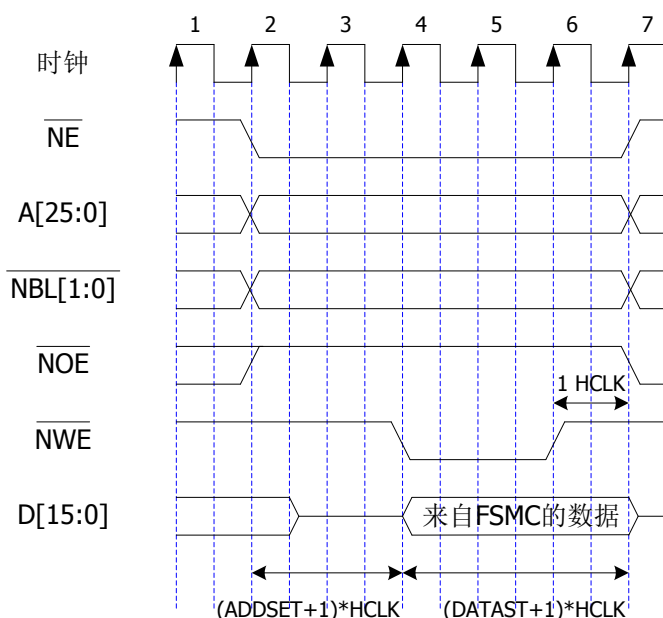 1 2 3 4 5 6 7
时钟
NE
A[25:0]
NBL[1:0]
NOE
1 HCLK
NWE
D[15:0]
来自FSMC的数据
(ADDSET+1)*HCLK
(DATAST+1)*HCLK